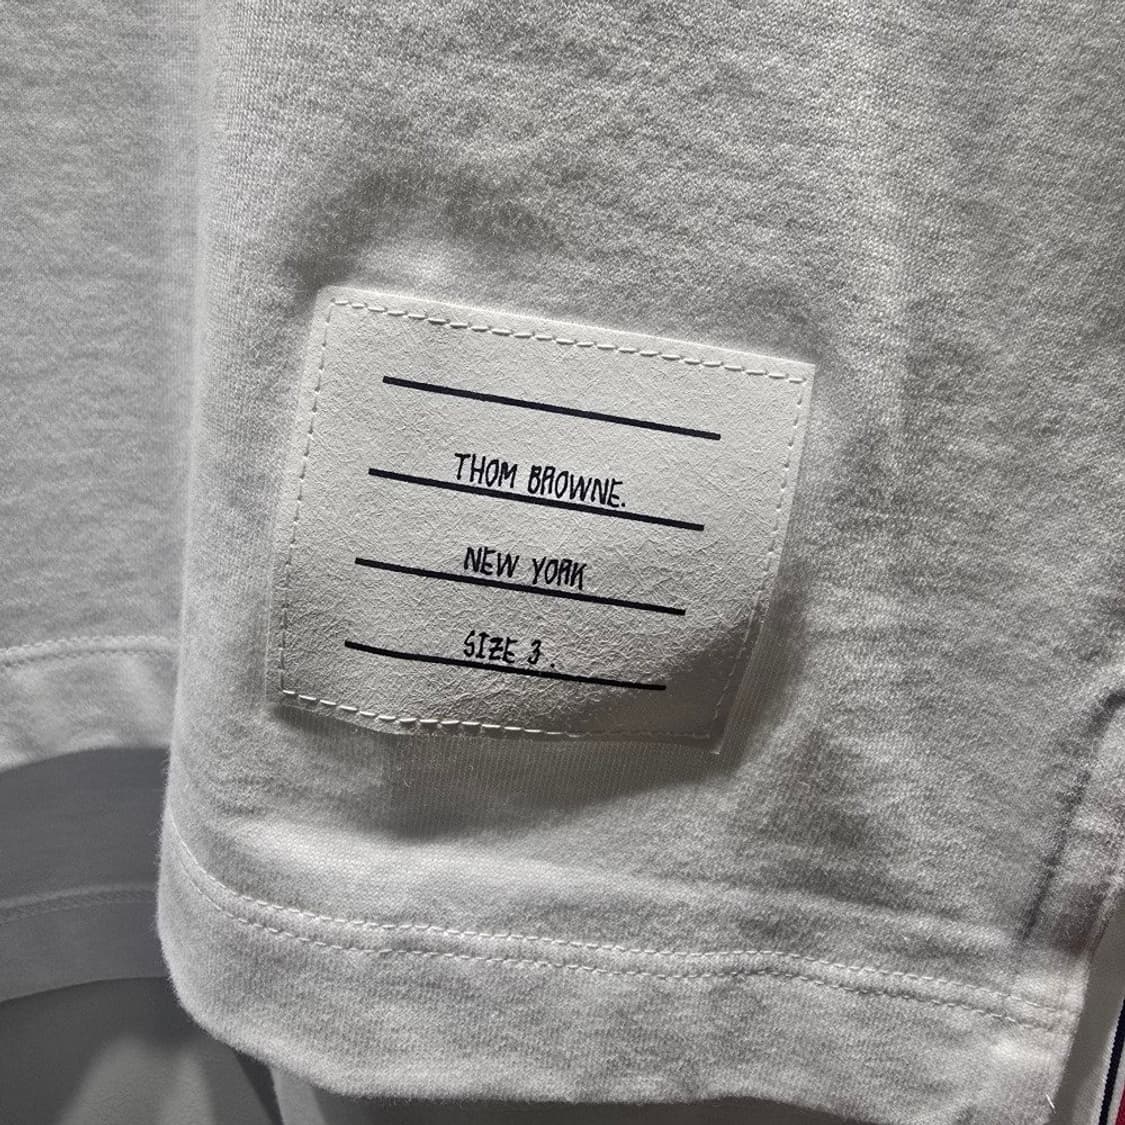 THOM BROWNE.
NEW YORK
SIZE 3.